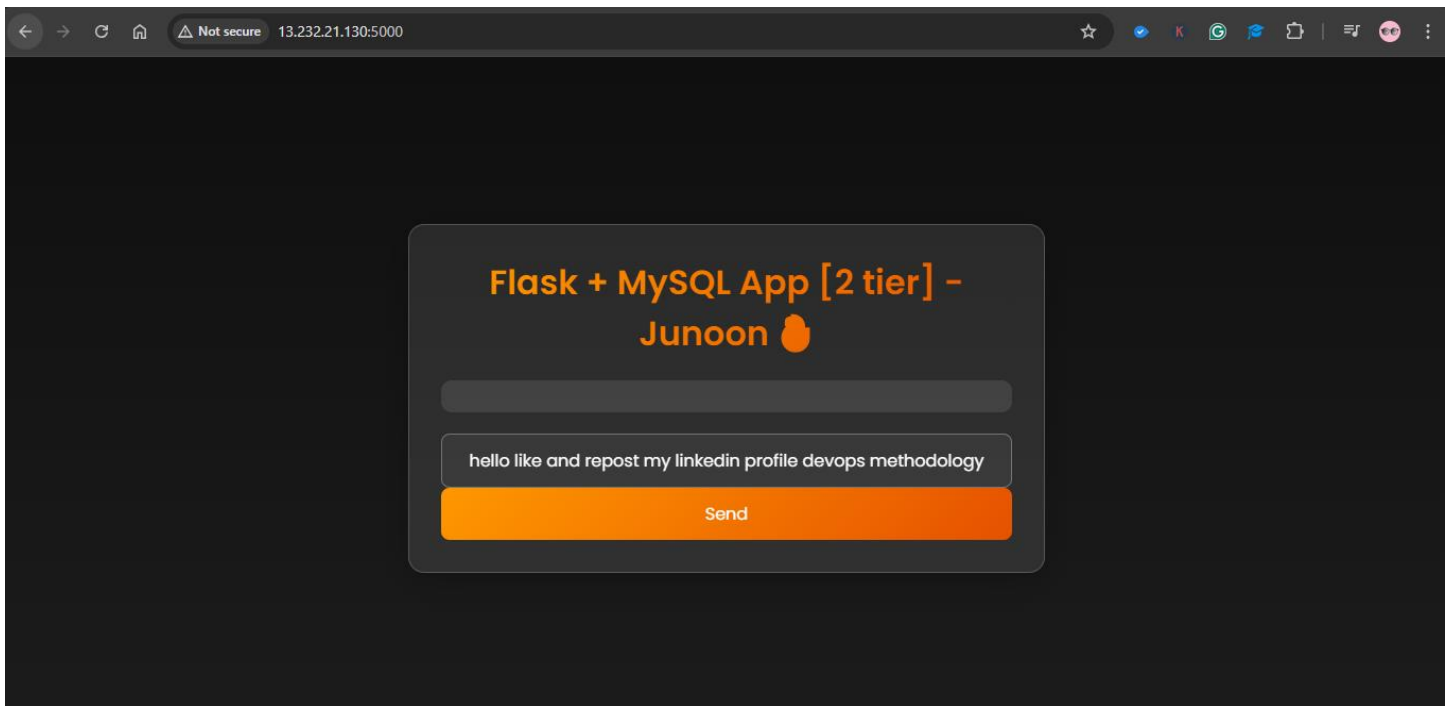 Not secure 13.232.21.130:5000
Flask + MySQL App [2 tier] -
Junoon
hello like and repost my linkedin profile devops methodology
Send